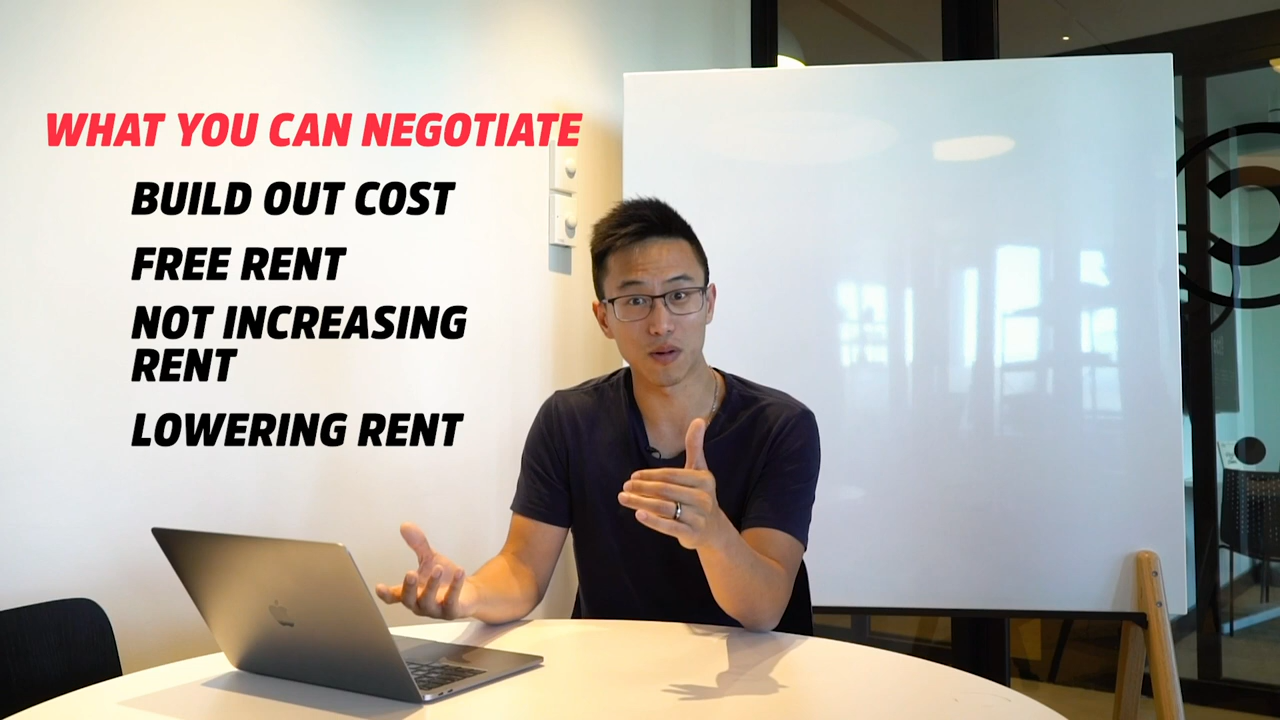 WHAT YOU CAN NEGOTIATE
BUILD OUT COST
FREE RENT
NOT INCREASING
RENT
LOWERING RENT